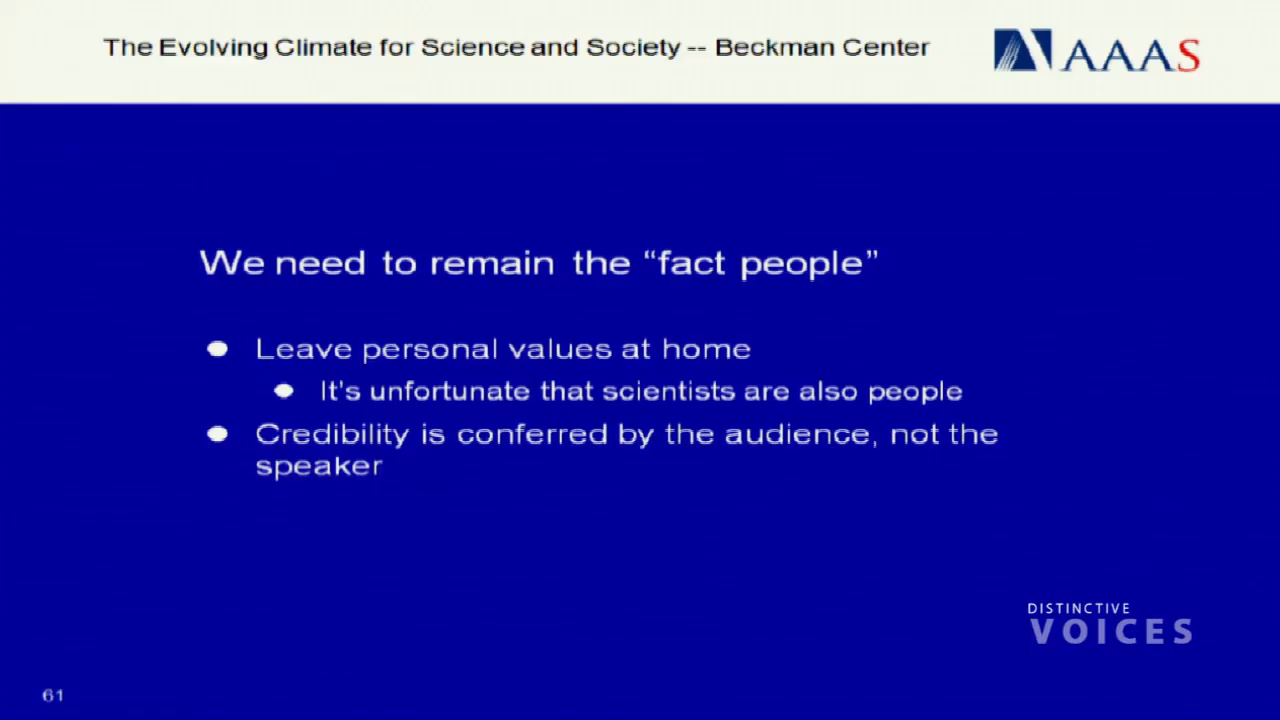 The Evolving Climate for Science and Society -- Beckman Center
AAAS
We need to remain the “fact people”
Leave personal values at home
It's unfortunate that scientists are also people
Credibility is conferred by the audience, not the
speaker
DISTINCTIVE
VOICES
61